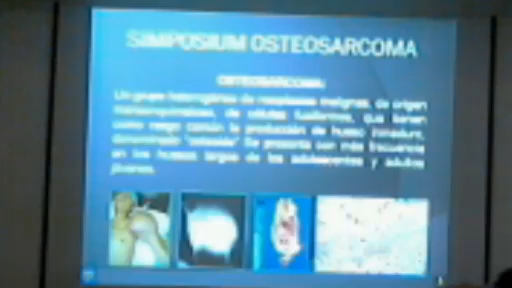 SIMPOSIUM OSTEOSARCOMA
OSTEOSARCOMA:
Un grupo heterogeneo de neoplasias malignas, de origen
mesenquimatoso, de células fusiformes, que tienen
como rasgo común la producción de hueso inmaduro,
denominado "osteoide" Se presenta con más frecuencia
en los huesos largos de los adolescentes y adultos
jóvenes.